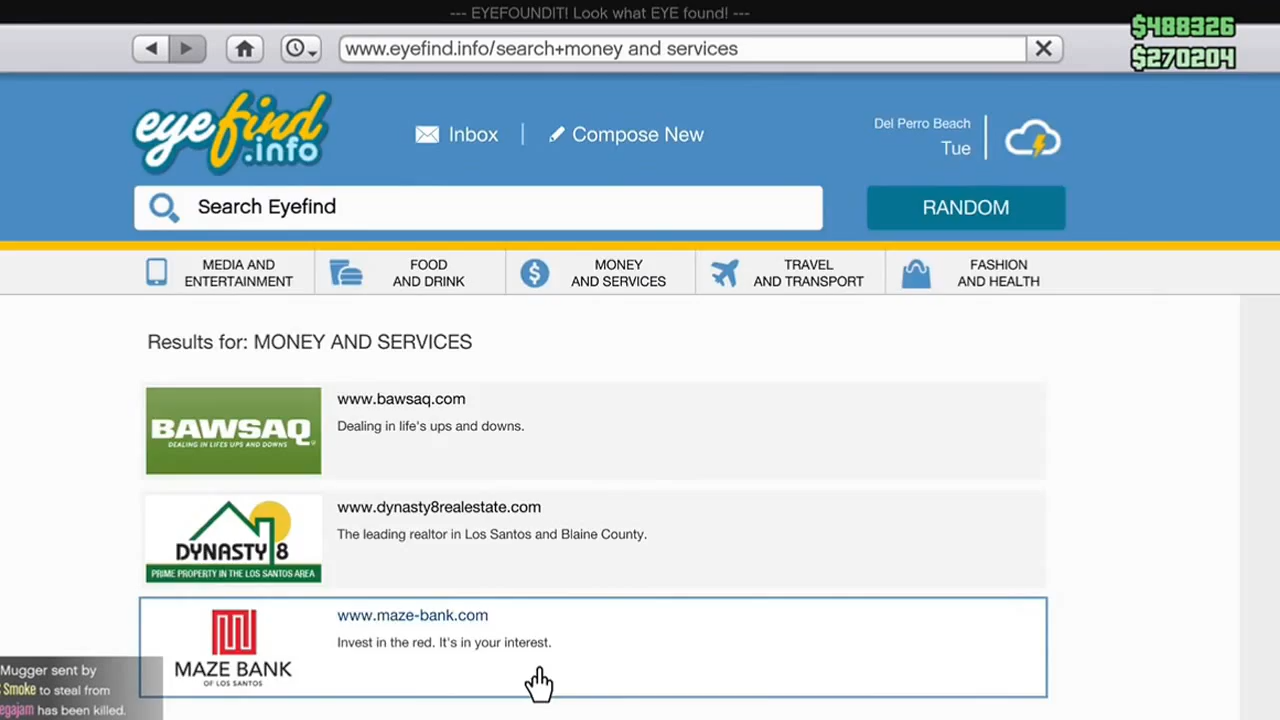 --- EYEFOUNDIT! Look what EYE found! ---
www.eyefind.info/search+money and services
$488326
$270204
eyefind
.info
Inbox
Compose New
Del Perro Beach
Tue
Search Eyefind
RANDOM
MEDIA AND
ENTERTAINMENT
FOOD
AND DRINK
MONEY
AND SERVICES
TRAVEL
AND TRANSPORT
FASHION
AND HEALTH
Results for: MONEY AND SERVICES
BAWSAQ
DEALING IN LIFE'S UPS AND DOWNS
www.bawsaq.com
Dealing in life's ups and downs.
DYNASTY 8
PRIME PROPERTY IN THE LOS SANTOS AREA
www.dynasty8realestate.com
The leading realtor in Los Santos and Blaine County.
MAZE BANK
OF LOS SANTOS
www.maze-bank.com
Invest in the red. It's in your interest.
Mugger sent by
Smoke to steal from
egajam has been killed.